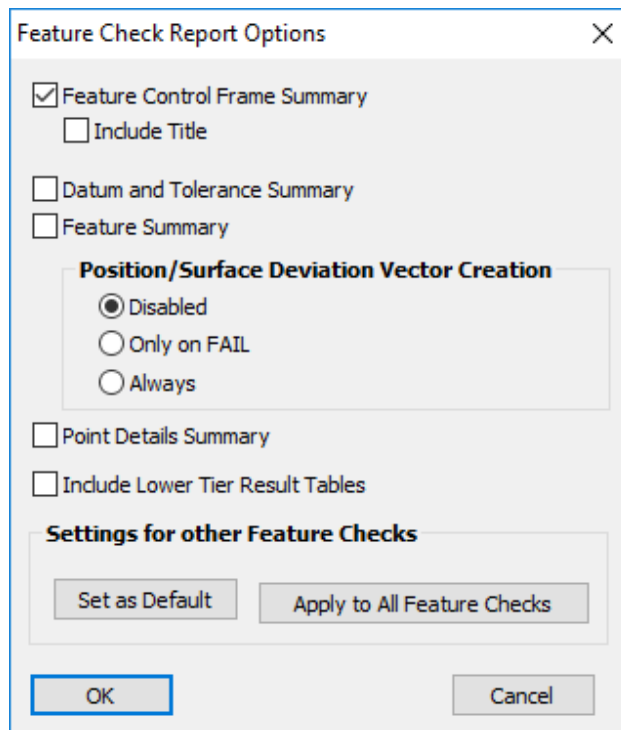 Feature Check Report Options
Feature Control Frame Summary
Include Title
Datum and Tolerance Summary
Feature Summary
Position/Surface Deviation Vector Creation
Disabled
Only on FAIL
Always
Point Details Summary
Include Lower Tier Result Tables
Settings for other Feature Checks
Set as Default Apply to All Feature Checks
OK Cancel